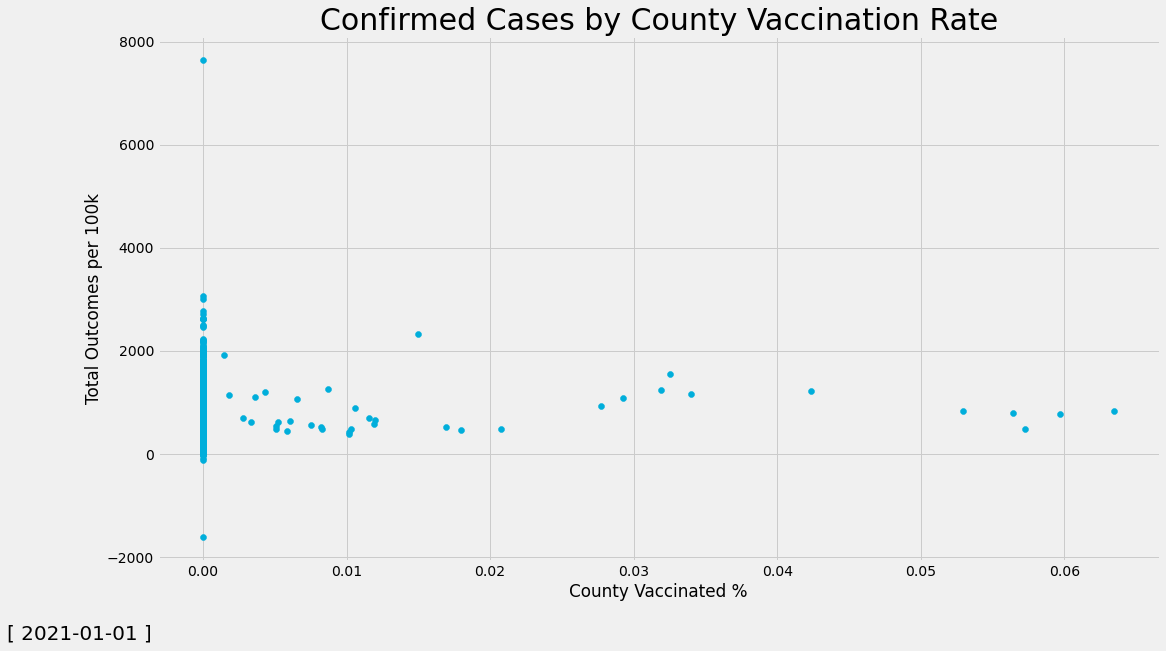 Confirmed Cases by County Vaccination Rate
8000
6000
4000
2000
0
−2000
Total Outcomes per 100k
0.00 0.01 0.02 0.03 0.04 0.05 0.06
County Vaccinated %
[ 2021-01-01 ]